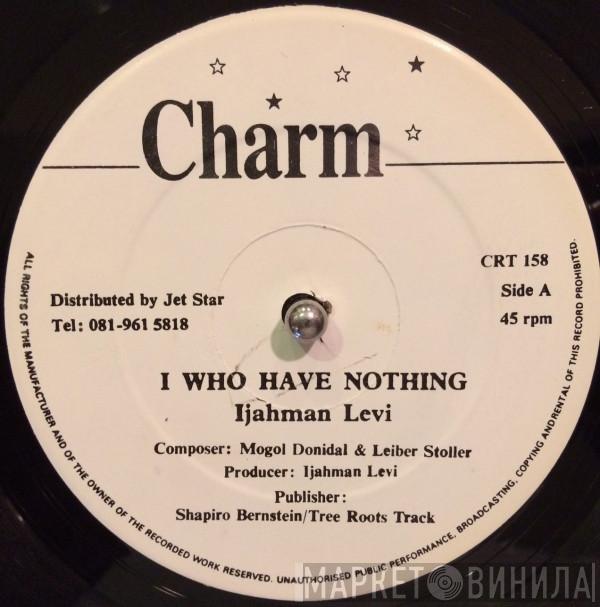 Charm
Distributed by Jet Star
Tel: 081-961 5818
CRT 158
Side A
45 rpm
I WHO HAVE NOTHING
Ijahman Levi
Composer: Mogol Donidal & Leiber Stoller
Producer: Ijahman Levi
Publisher:
Shapiro Bernstein/Tree Roots Track
ALL RIGHTS OF THE MANUFACTURER AND OF THE OWNER OF THE RECORDED WORK RESERVED. UNAUTHORISED PUBLIC PERFORMANCE, BROADCASTING, COPYING ANDRENTAL OF THIS RECORD PROHIBITED.
МАРКЕТ ВИНИЛА